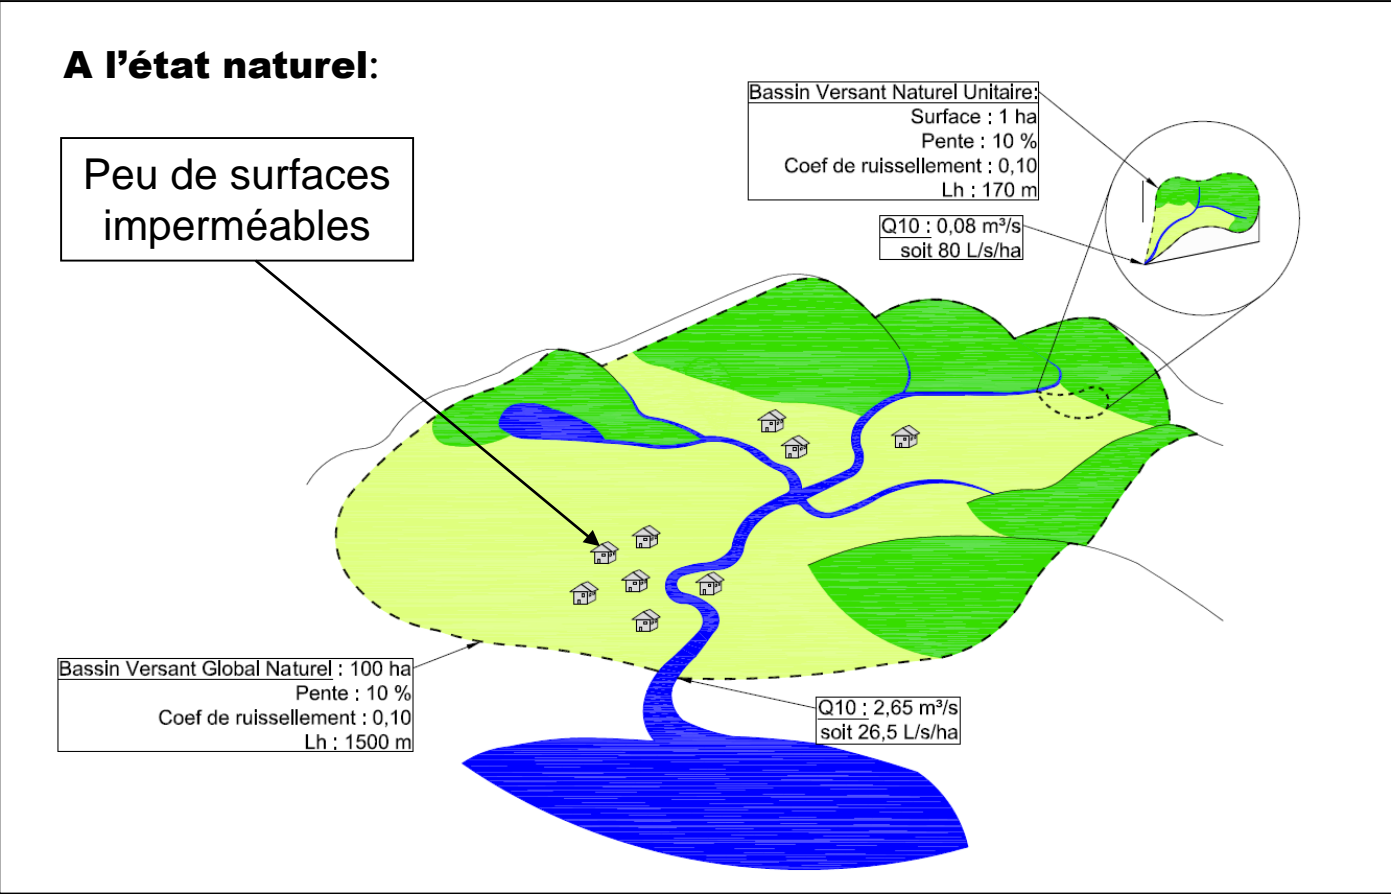 A l'état naturel:
Peu de surfaces
imperméables
Bassin Versant Naturel Unitaire:
Surface : 1 ha
Pente : 10 %
Coef de ruissellement : 0,10
Lh : 170 m
Q10 : 0,08 m³/s
soit 80 L/s/ha
Bassin Versant Global Naturel : 100 ha
Pente : 10 %
Coef de ruissellement : 0,10
Lh : 1500 m
Q10 : 2,65 m³/s
soit 26,5 L/s/ha